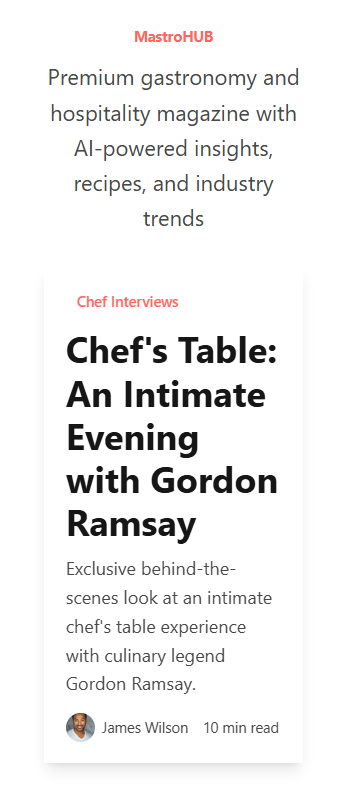 MastroHUB
Premium gastronomy and
hospitality magazine with
AI-powered insights,
recipes, and industry
trends
Chef Interviews
Chef's Table:
An Intimate
Evening
with Gordon
Ramsay
Exclusive behind-the-
scenes look at an intimate
chef's table experience
with culinary legend
Gordon Ramsay.
James Wilson 10 min read